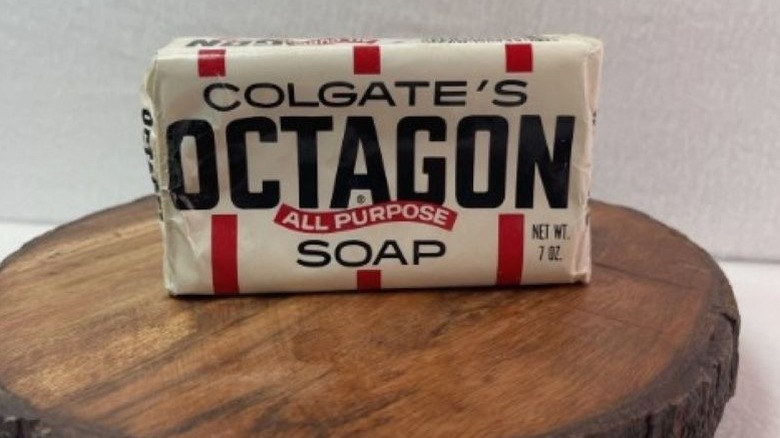 COLGATE'S
OCTAGON
®
ALL PURPOSE
SOAP
NET WT.
7 OZ.